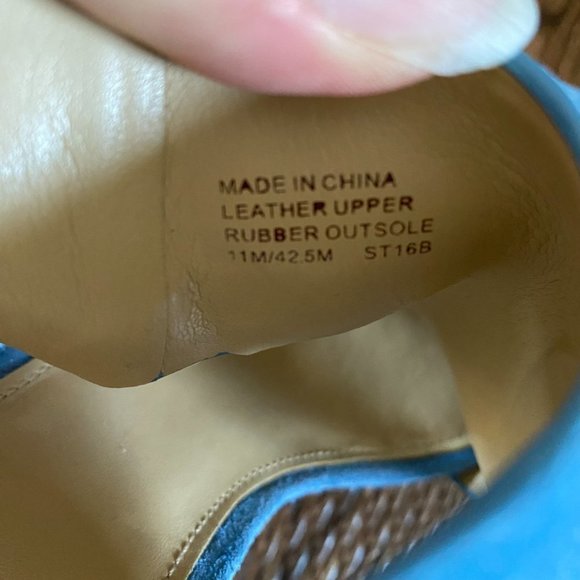 MADE IN CHINA
LEATHER UPPER
RUBBER OUTSOLE
11M/42.5M ST16B